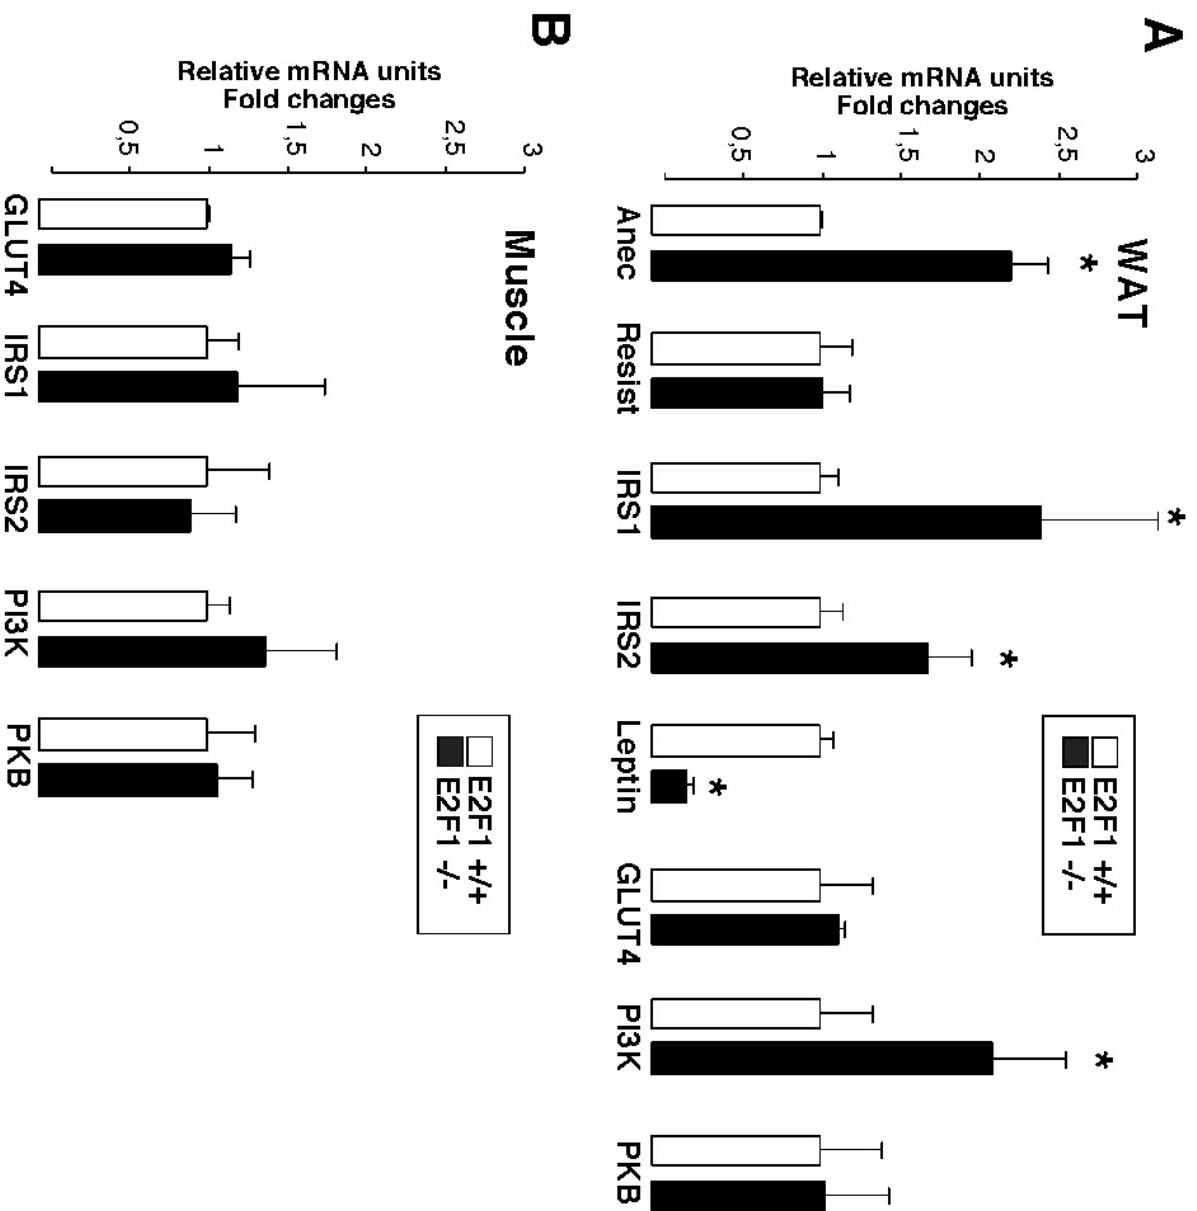 A
WAT
Relative mRNA units
Fold changes
3
2,5
2
1,5
1
0,5
*
*
*
*
*
E2F1 +/+
E2F1 -/-
Anec Resist IRS1 IRS2 Leptin GLUT4 PI3K PKB
B
Muscle
Relative mRNA units
Fold changes
3
2,5
2
1,5
1
0,5
E2F1 +/+
E2F1 -/-
GLUT4 IRS1 IRS2 PI3K PKB